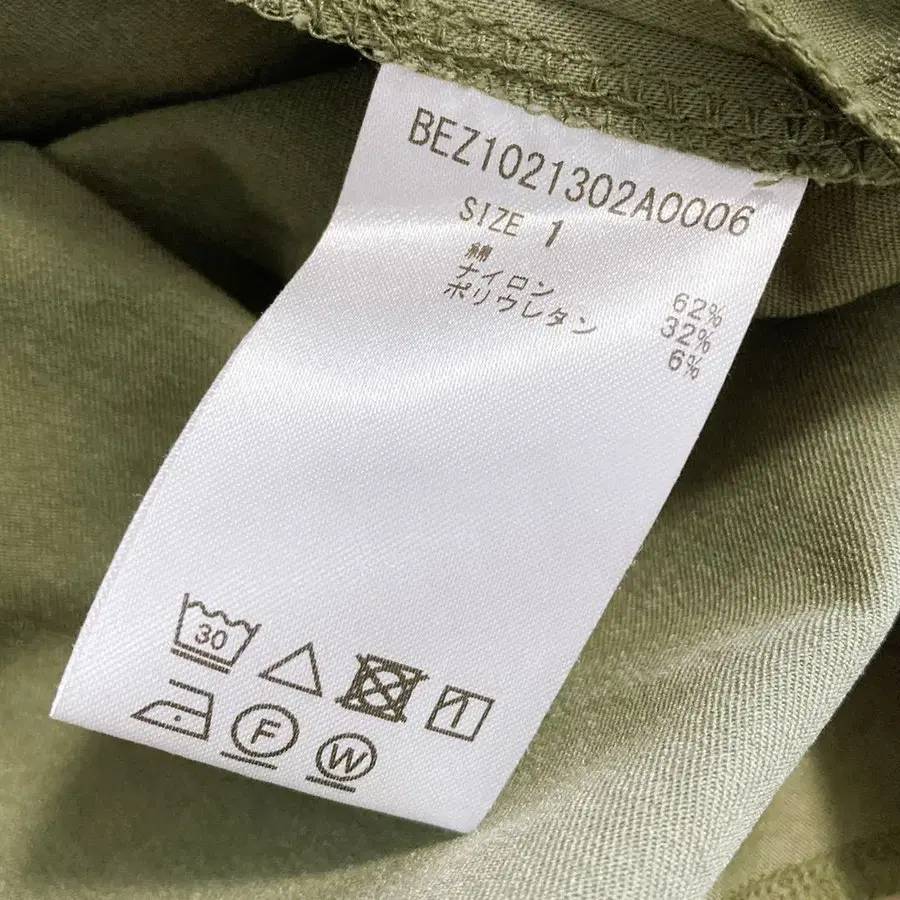 BEZ1021302A0006
SIZE 1
綿 62%
ナイロン 32%
ポリウレタン 6%
30
F
W